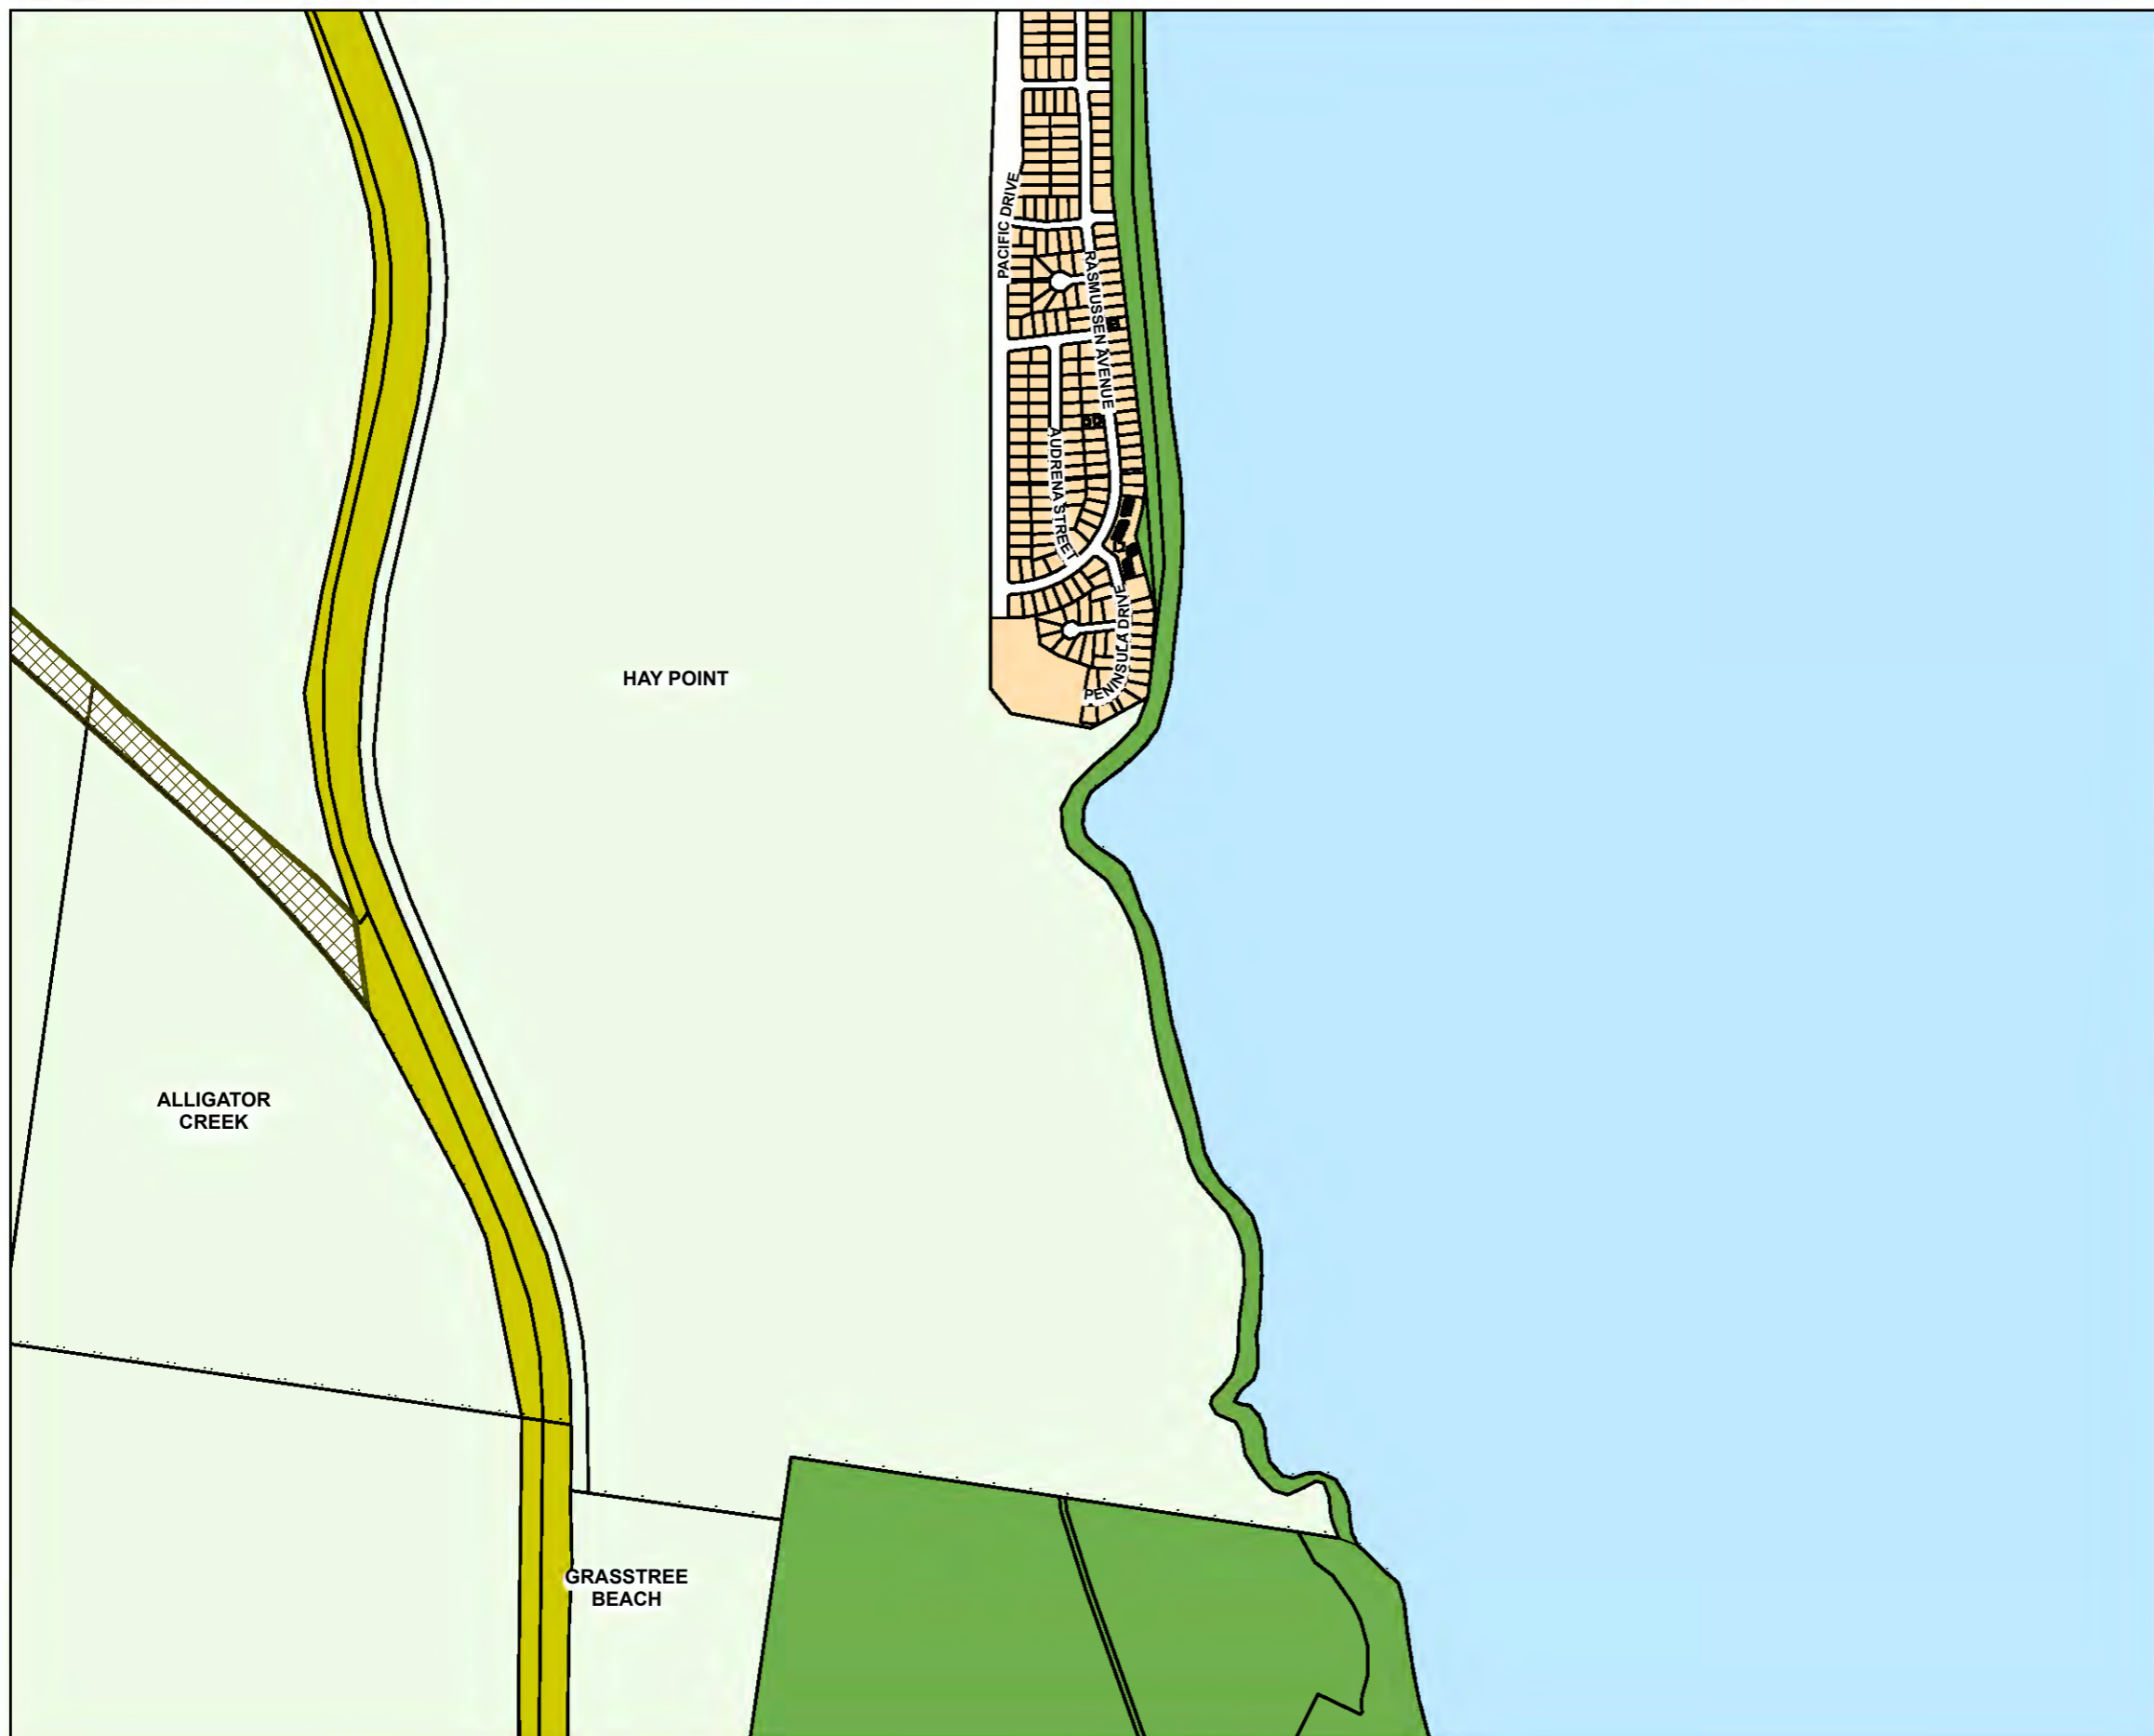 PACIFIC DRIVE
RASMUSSEN AVENUE
AUDRENA STREET
PENINSULA DRIVE
HAY POINT
ALLIGATOR
CREEK
GRASSTREE
BEACH